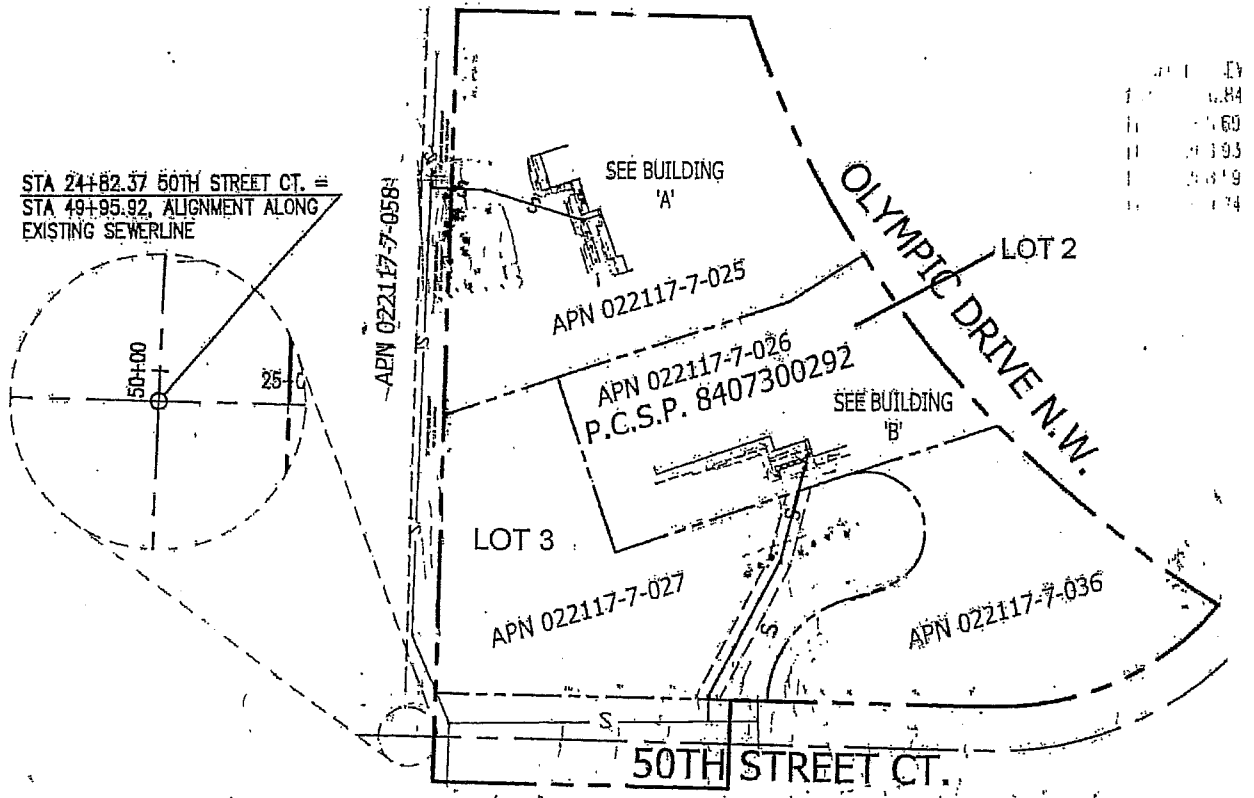 STA 24+82.37 50TH STREET CT. =
STA 49+95.92, ALIGNMENT ALONG
EXISTING SEWERLINE
50+00
25+0
APN 022117-7-058
SEE BUILDING
'A'
APN 022117-7-025
OLYMPIC DRIVE N.W.
LOT 2
APN 022117-7-026
P.C.S.P. 8407300292
SEE BUILDING
'B'
LOT 3
APN 022117-7-027
APN 022117-7-036
S
S
S
S
S
50TH STREET CT.